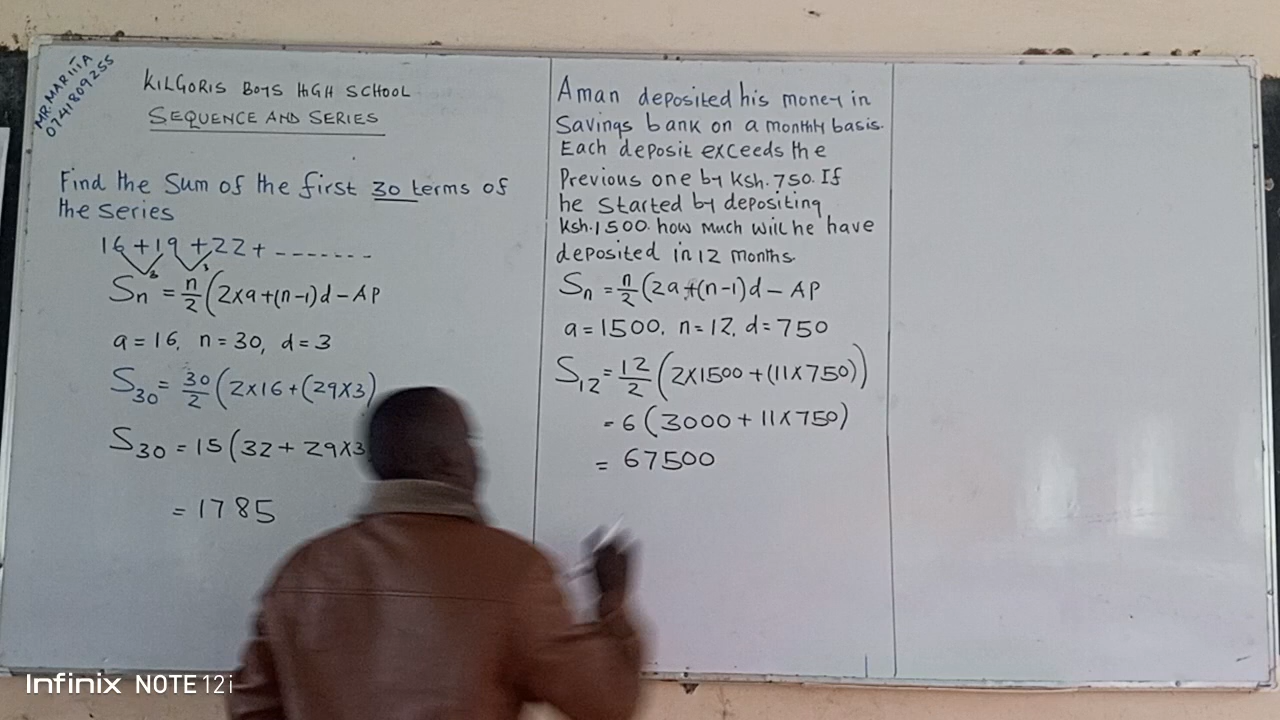 MR. MARIITA
0741809255
KILGORIS BOYS HIGH SCHOOL
SEQUENCE AND SERIES
Find the Sum of the first 30 terms of
the series
16+19+22+-------
3 3
Sn = n/2 (2xa+(n-1)d - AP
a=16, n=30, d=3
S30 = 30/2 (2x16+(29x3)
S30 = 15(32+29x3
= 1785
Aman deposited his money in
Savings bank on a monthly basis.
Each deposit exceeds the
Previous one by Ksh.750. If
he started by depositing
Ksh.1500. how much will he have
deposited in 12 months.
Sn = n/2 (2a+(n-1)d - AP
a=1500, n=12, d=750
S12 = 12/2 (2x1500+(11x750))
= 6(3000+11x750)
= 67500
Infinix NOTE 12i